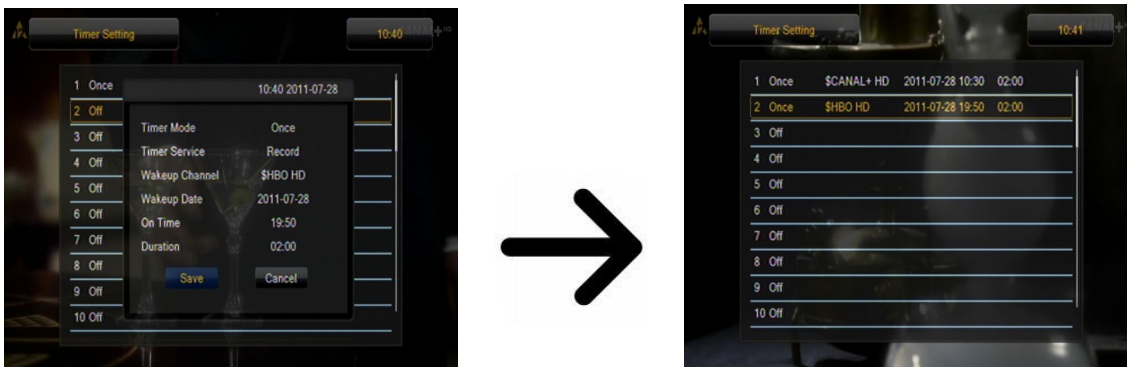 Timer Setting 10:40
1 Once 10:40 2011-07-28
2 Off
Timer Mode Once
3 Off
Timer Service Record
4 Off
Wakeup Channel $HBO HD
5 Off
Wakeup Date 2011-07-28
6 Off
On Time 19:50
7 Off
Duration 02:00
8 Off
Save Cancel
9 Off
10 Off
Timer Setting 10:41
1 Once $CANAL+ HD 2011-07-28 10:30 02:00
2 Once $HBO HD 2011-07-28 19:50 02:00
3 Off
4 Off
5 Off
6 Off
7 Off
8 Off
9 Off
10 Off